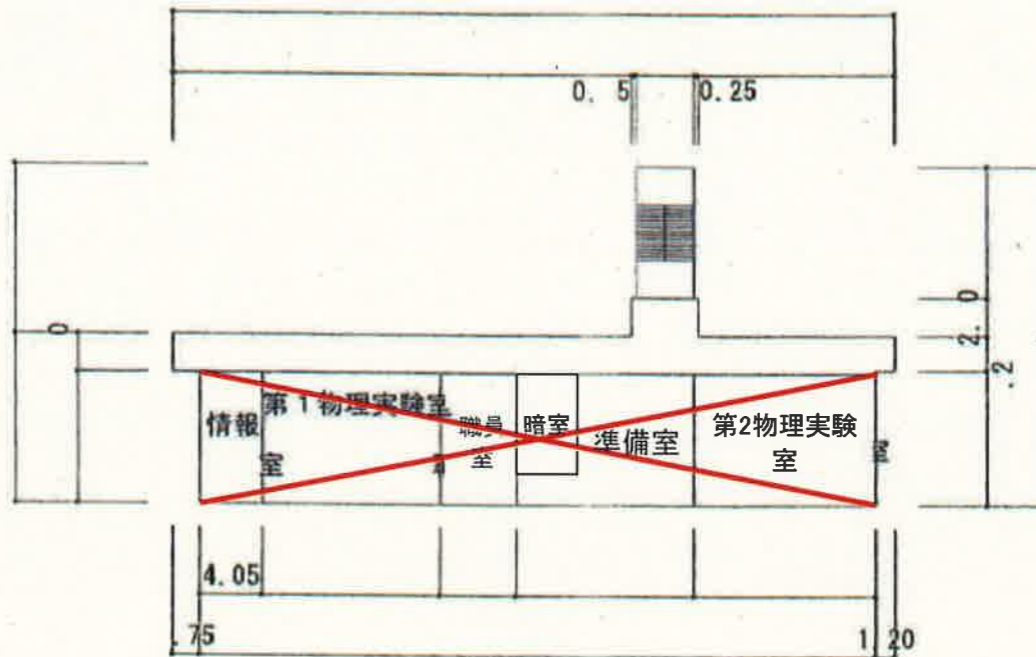 0. 5
0.25
0
2. 0
.2
情報
室
第1物理実験室
職員
室
暗室
準備室
第2物理実験
室
4.05
.75
1.20